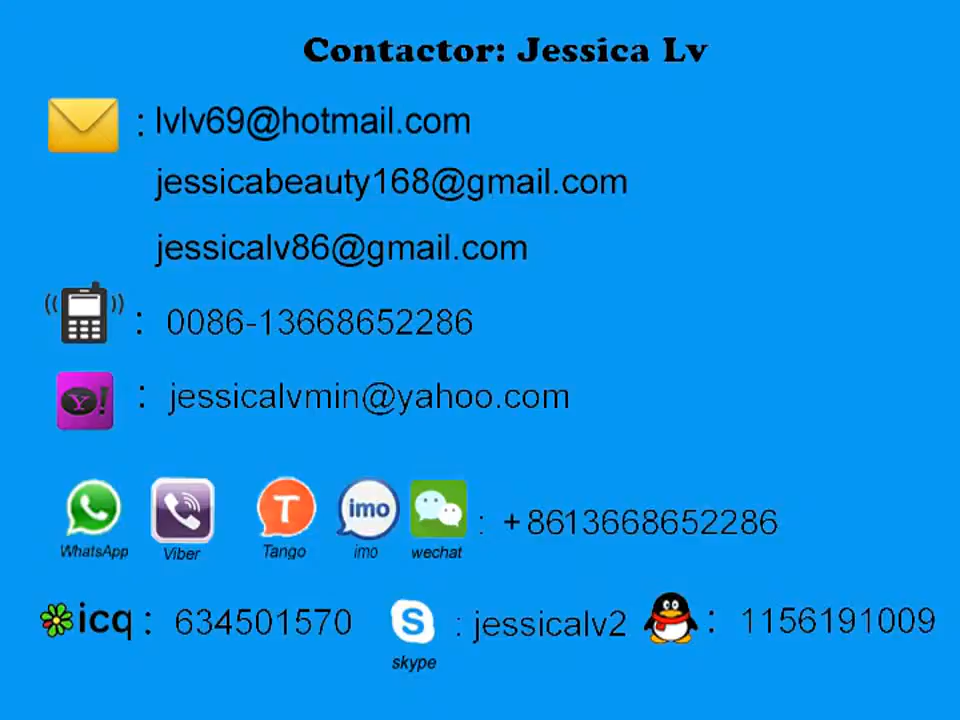 Contactor: Jessica Lv
: lvlv69@hotmail.com
jessicabeauty168@gmail.com
jessicalv86@gmail.com
: 0086-13668652286
Y! : jessicalvmin@yahoo.com
T imo : +8613668652286
WhatsApp Viber Tango imo wechat
icq : 634501570 S : jessicalv2 : 1156191009
skype